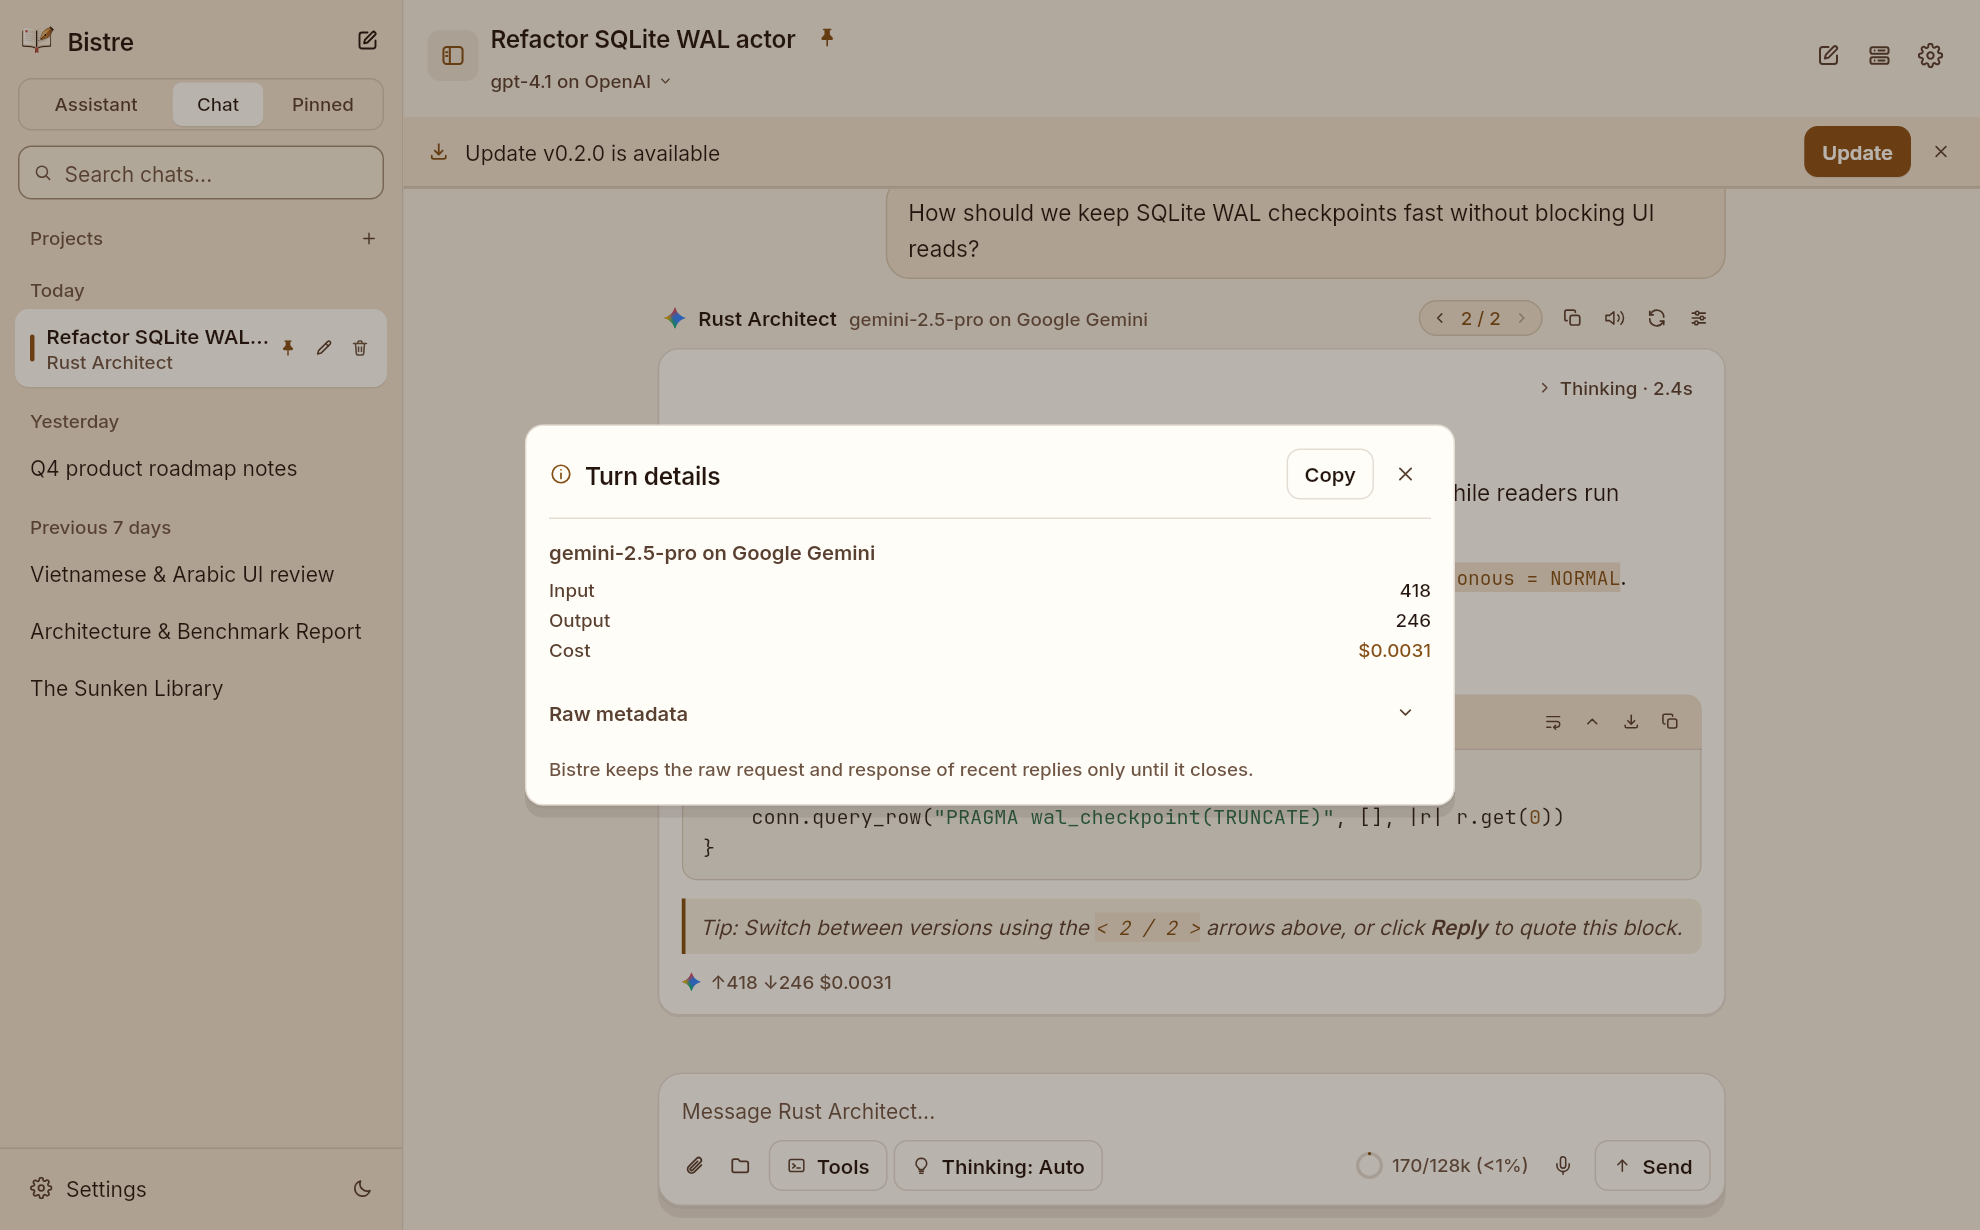 Bistre
Assistant
Chat
Pinned
Search chats...
Projects
Today
Refactor SQLite WAL...
Rust Architect
Yesterday
Q4 product roadmap notes
Previous 7 days
Vietnamese & Arabic UI review
Architecture & Benchmark Report
The Sunken Library
Settings
Refactor SQLite WAL actor
gpt-4.1 on OpenAI
Update v0.2.0 is available
Update
How should we keep SQLite WAL checkpoints fast without blocking UI
reads?
Rust Architect gemini-2.5-pro on Google Gemini
2 / 2
Thinking · 2.4s
hile readers run
onous = NORMAL.
Turn details
Copy
gemini-2.5-pro on Google Gemini
Input 418
Output 246
Cost $0.0031
Raw metadata
Bistre keeps the raw request and response of recent replies only until it closes.
conn.query_row("PRAGMA wal_checkpoint(TRUNCATE)", [], |r| r.get(0))
}
Tip: Switch between versions using the < 2 / 2 > arrows above, or click Reply to quote this block.
↑418 ↓246 $0.0031
Message Rust Architect...
Tools
Thinking: Auto
170/128k (<1%)
Send